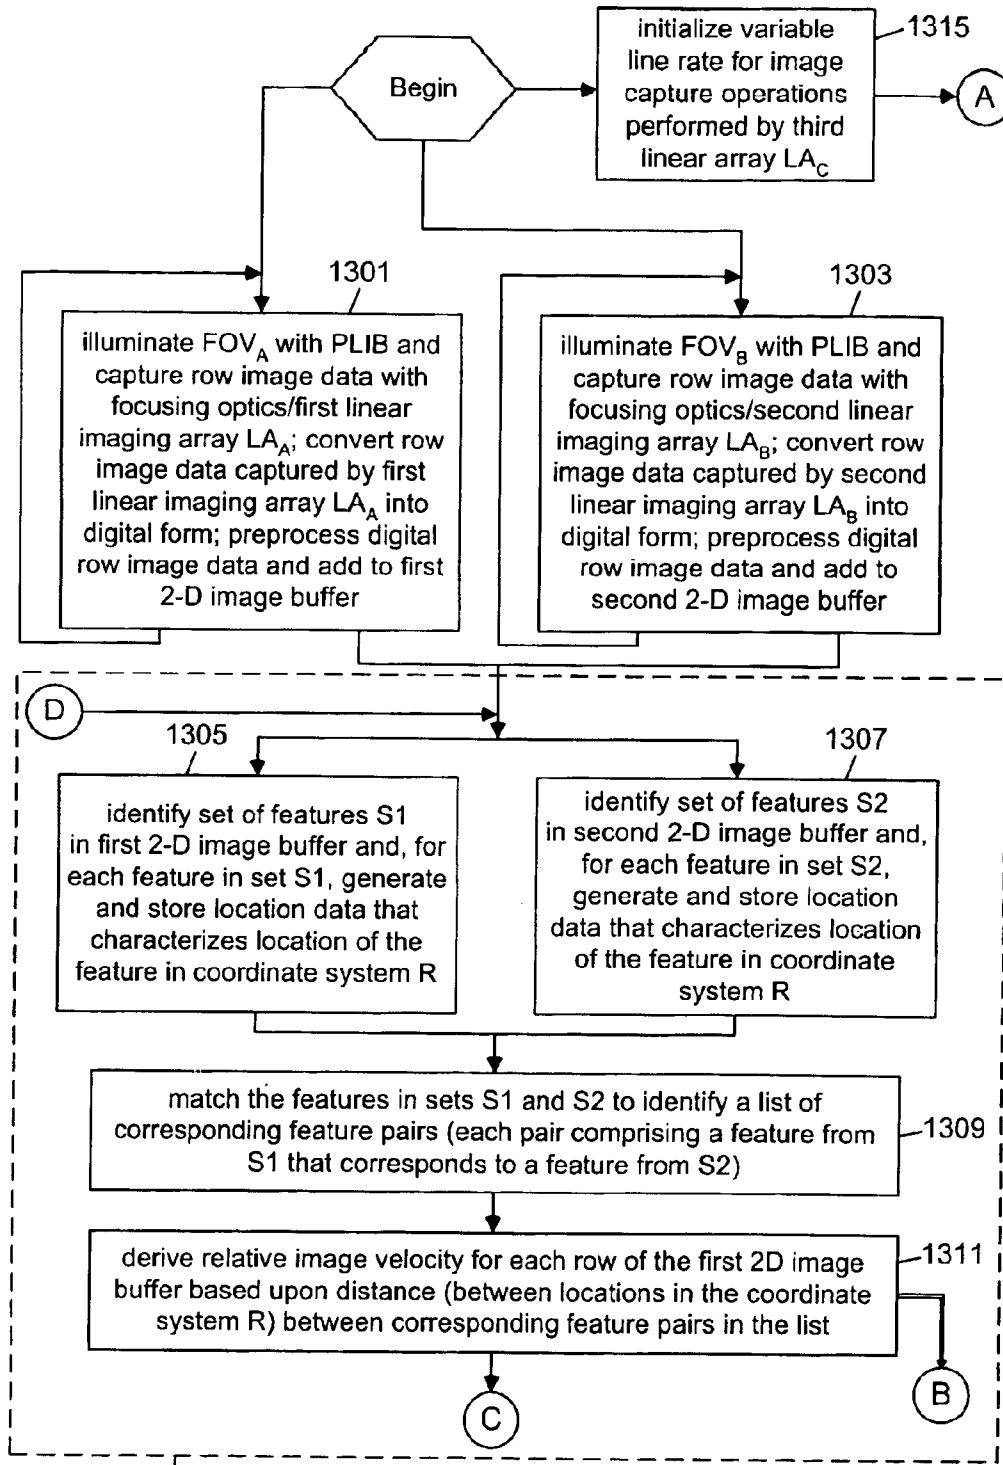 Begin
initialize variable
line rate for image
capture operations
performed by third
linear array LA_C
1315
A
1301
illuminate FOV_A with PLIB and
capture row image data with
focusing optics/first linear
imaging array LA_A; convert row
image data captured by first
linear imaging array LA_A into
digital form; preprocess digital
row image data and add to first
2-D image buffer
1303
illuminate FOV_B with PLIB and
capture row image data with
focusing optics/second linear
imaging array LA_B; convert row
image data captured by second
linear imaging array LA_B into
digital form; preprocess digital
row image data and add to
second 2-D image buffer
D
1305
identify set of features S1
in first 2-D image buffer and, for
each feature in set S1, generate
and store location data that
characterizes location of the
feature in coordinate system R
1307
identify set of features S2
in second 2-D image buffer and,
for each feature in set S2,
generate and store location
data that characterizes location
of the feature in coordinate
system R
match the features in sets S1 and S2 to identify a list of
corresponding feature pairs (each pair comprising a feature from
S1 that corresponds to a feature from S2)
1309
derive relative image velocity for each row of the first 2D image
buffer based upon distance (between locations in the coordinate
system R) between corresponding feature pairs in the list
1311
B
C